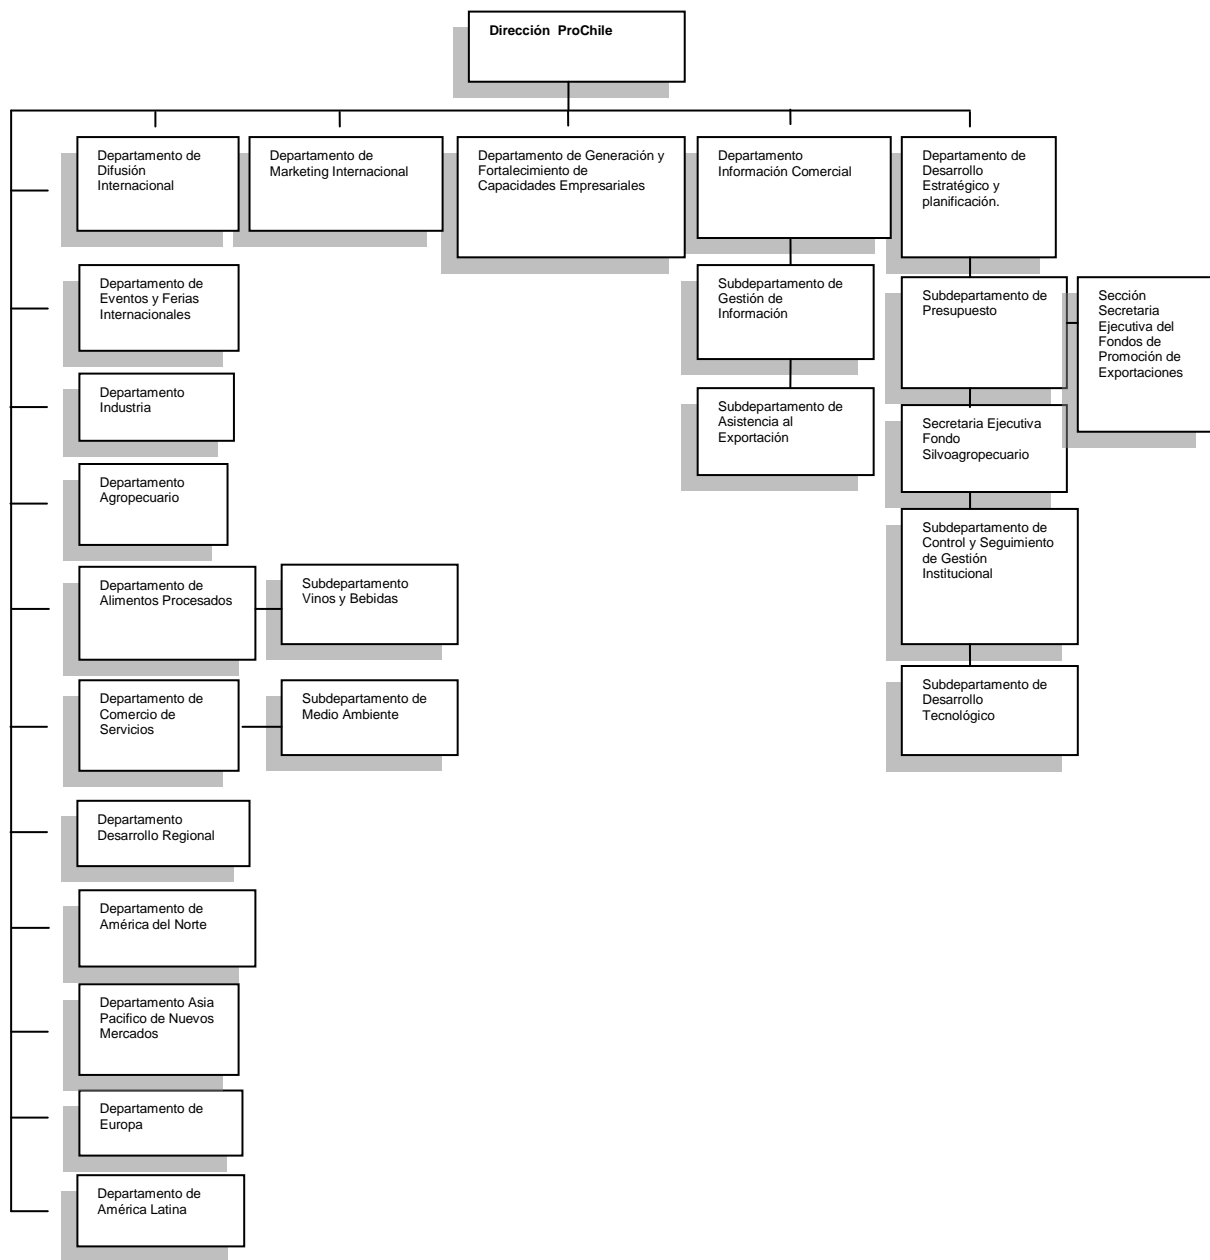 Dirección ProChile
Departamento de
Difusión
Internacional
Departamento de
Marketing Internacional
Departamento de Generación y
Fortalecimiento de
Capacidades Empresariales
Departamento
Información Comercial
Departamento de
Desarrollo
Estratégico y
planificación.
Departamento de
Eventos y Ferias
Internacionales
Subdepartamento de
Gestión de
Información
Subdepartamento de
Presupuesto
Sección
Secretaria
Ejecutiva del
Fondos de
Promoción de
Exportaciones
Departamento
Industria
Subdepartamento de
Asistencia al
Exportación
Secretaria Ejecutiva
Fondo
Silvoagropecuario
Departamento
Agropecuario
Subdepartamento de
Control y Seguimiento
de Gestión
Institucional
Departamento de
Alimentos Procesados
Subdepartamento
Vinos y Bebidas
Departamento de
Comercio de
Servicios
Subdepartamento de
Medio Ambiente
Subdepartamento de
Desarrollo
Tecnológico
Departamento
Desarrollo Regional
Departamento de
América del Norte
Departamento Asia
Pacifico de Nuevos
Mercados
Departamento de
Europa
Departamento de
América Latina